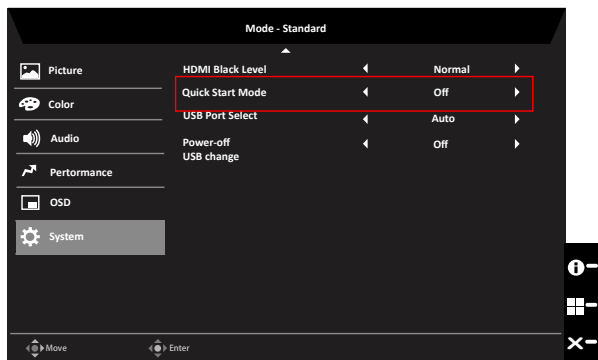 Mode - Standard
Picture
Color
Audio
Pertormance
OSD
System
HDMI Black Level Normal
Quick Start Mode Off
USB Port Select Auto
Power-off Off
USB change
Move Enter